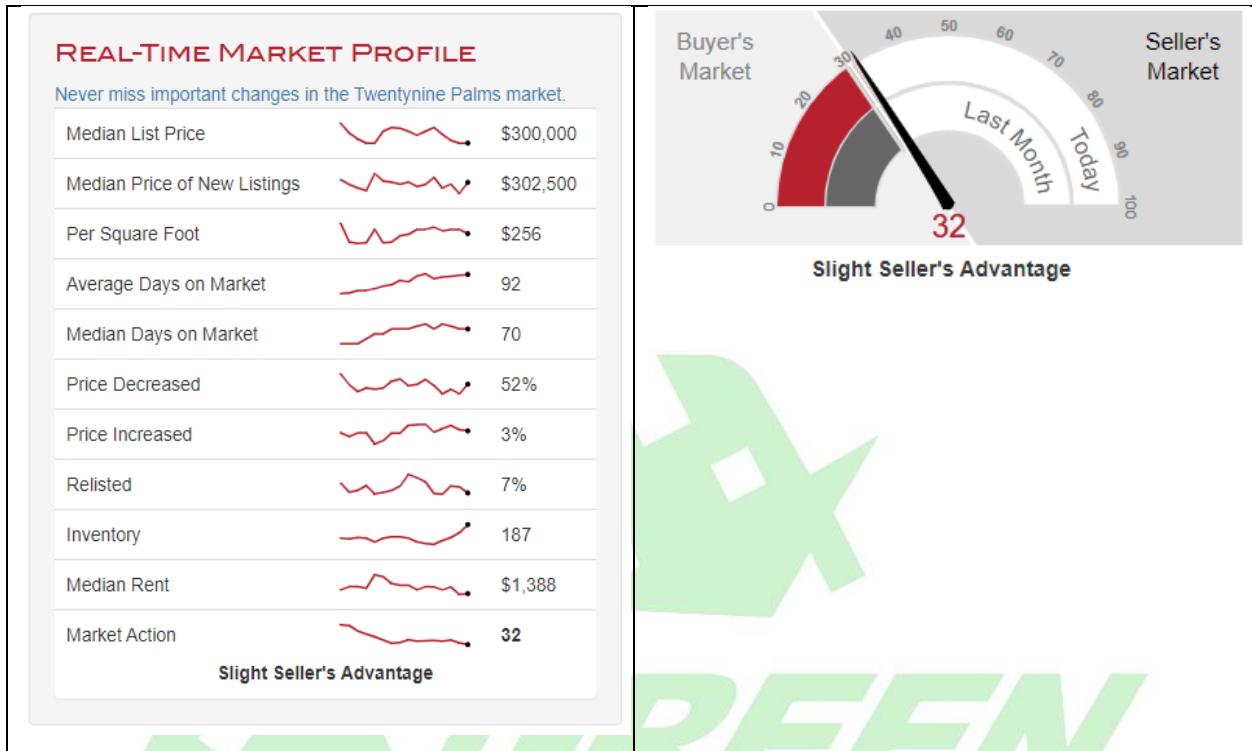 REAL-TIME MARKET PROFILE
Never miss important changes in the Twentynine Palms market.
Median List Price $300,000
Median Price of New Listings $302,500
Per Square Foot $256
Average Days on Market 92
Median Days on Market 70
Price Decreased 52%
Price Increased 3%
Relisted 7%
Inventory 187
Median Rent $1,388
Market Action 32
Slight Seller's Advantage
Buyer's
Market
Seller's
Market
0
10
20
30
40
50
60
70
80
90
100
Last Month
Today
32
Slight Seller's Advantage
REEN